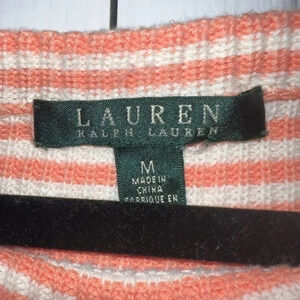 LAUREN
RALPH LAUREN
M
MADE IN
CHINA
FABRIQUE EN